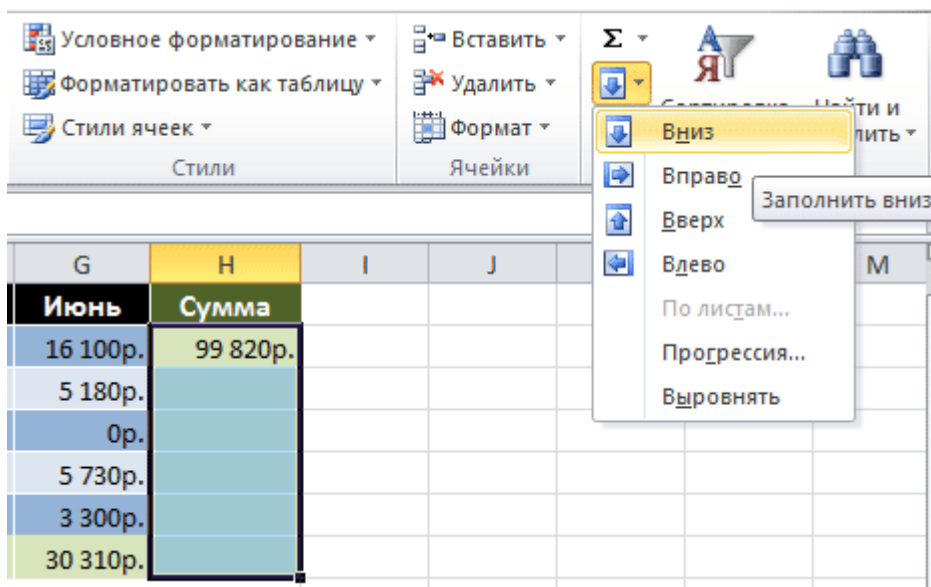 Условное форматирование
Форматировать как таблицу
Стили ячеек
Стили
Вставить
Удалить
Формат
Ячейки
Σ
Вниз
Вправо
Вверх
Влево
По листам...
Прогрессия...
Выровнять
Заполнить вниз
G H I J M
Июнь Сумма
16 100р. 99 820р.
5 180р.
0р.
5 730р.
3 300р.
30 310р.